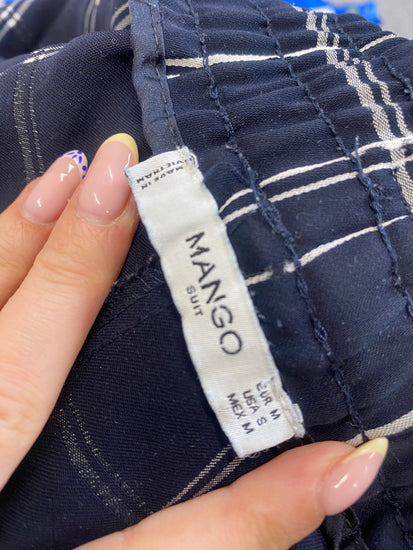 MADE IN
VIETNAM
MANGO
SUIT
EUR M
USA S
MEX M